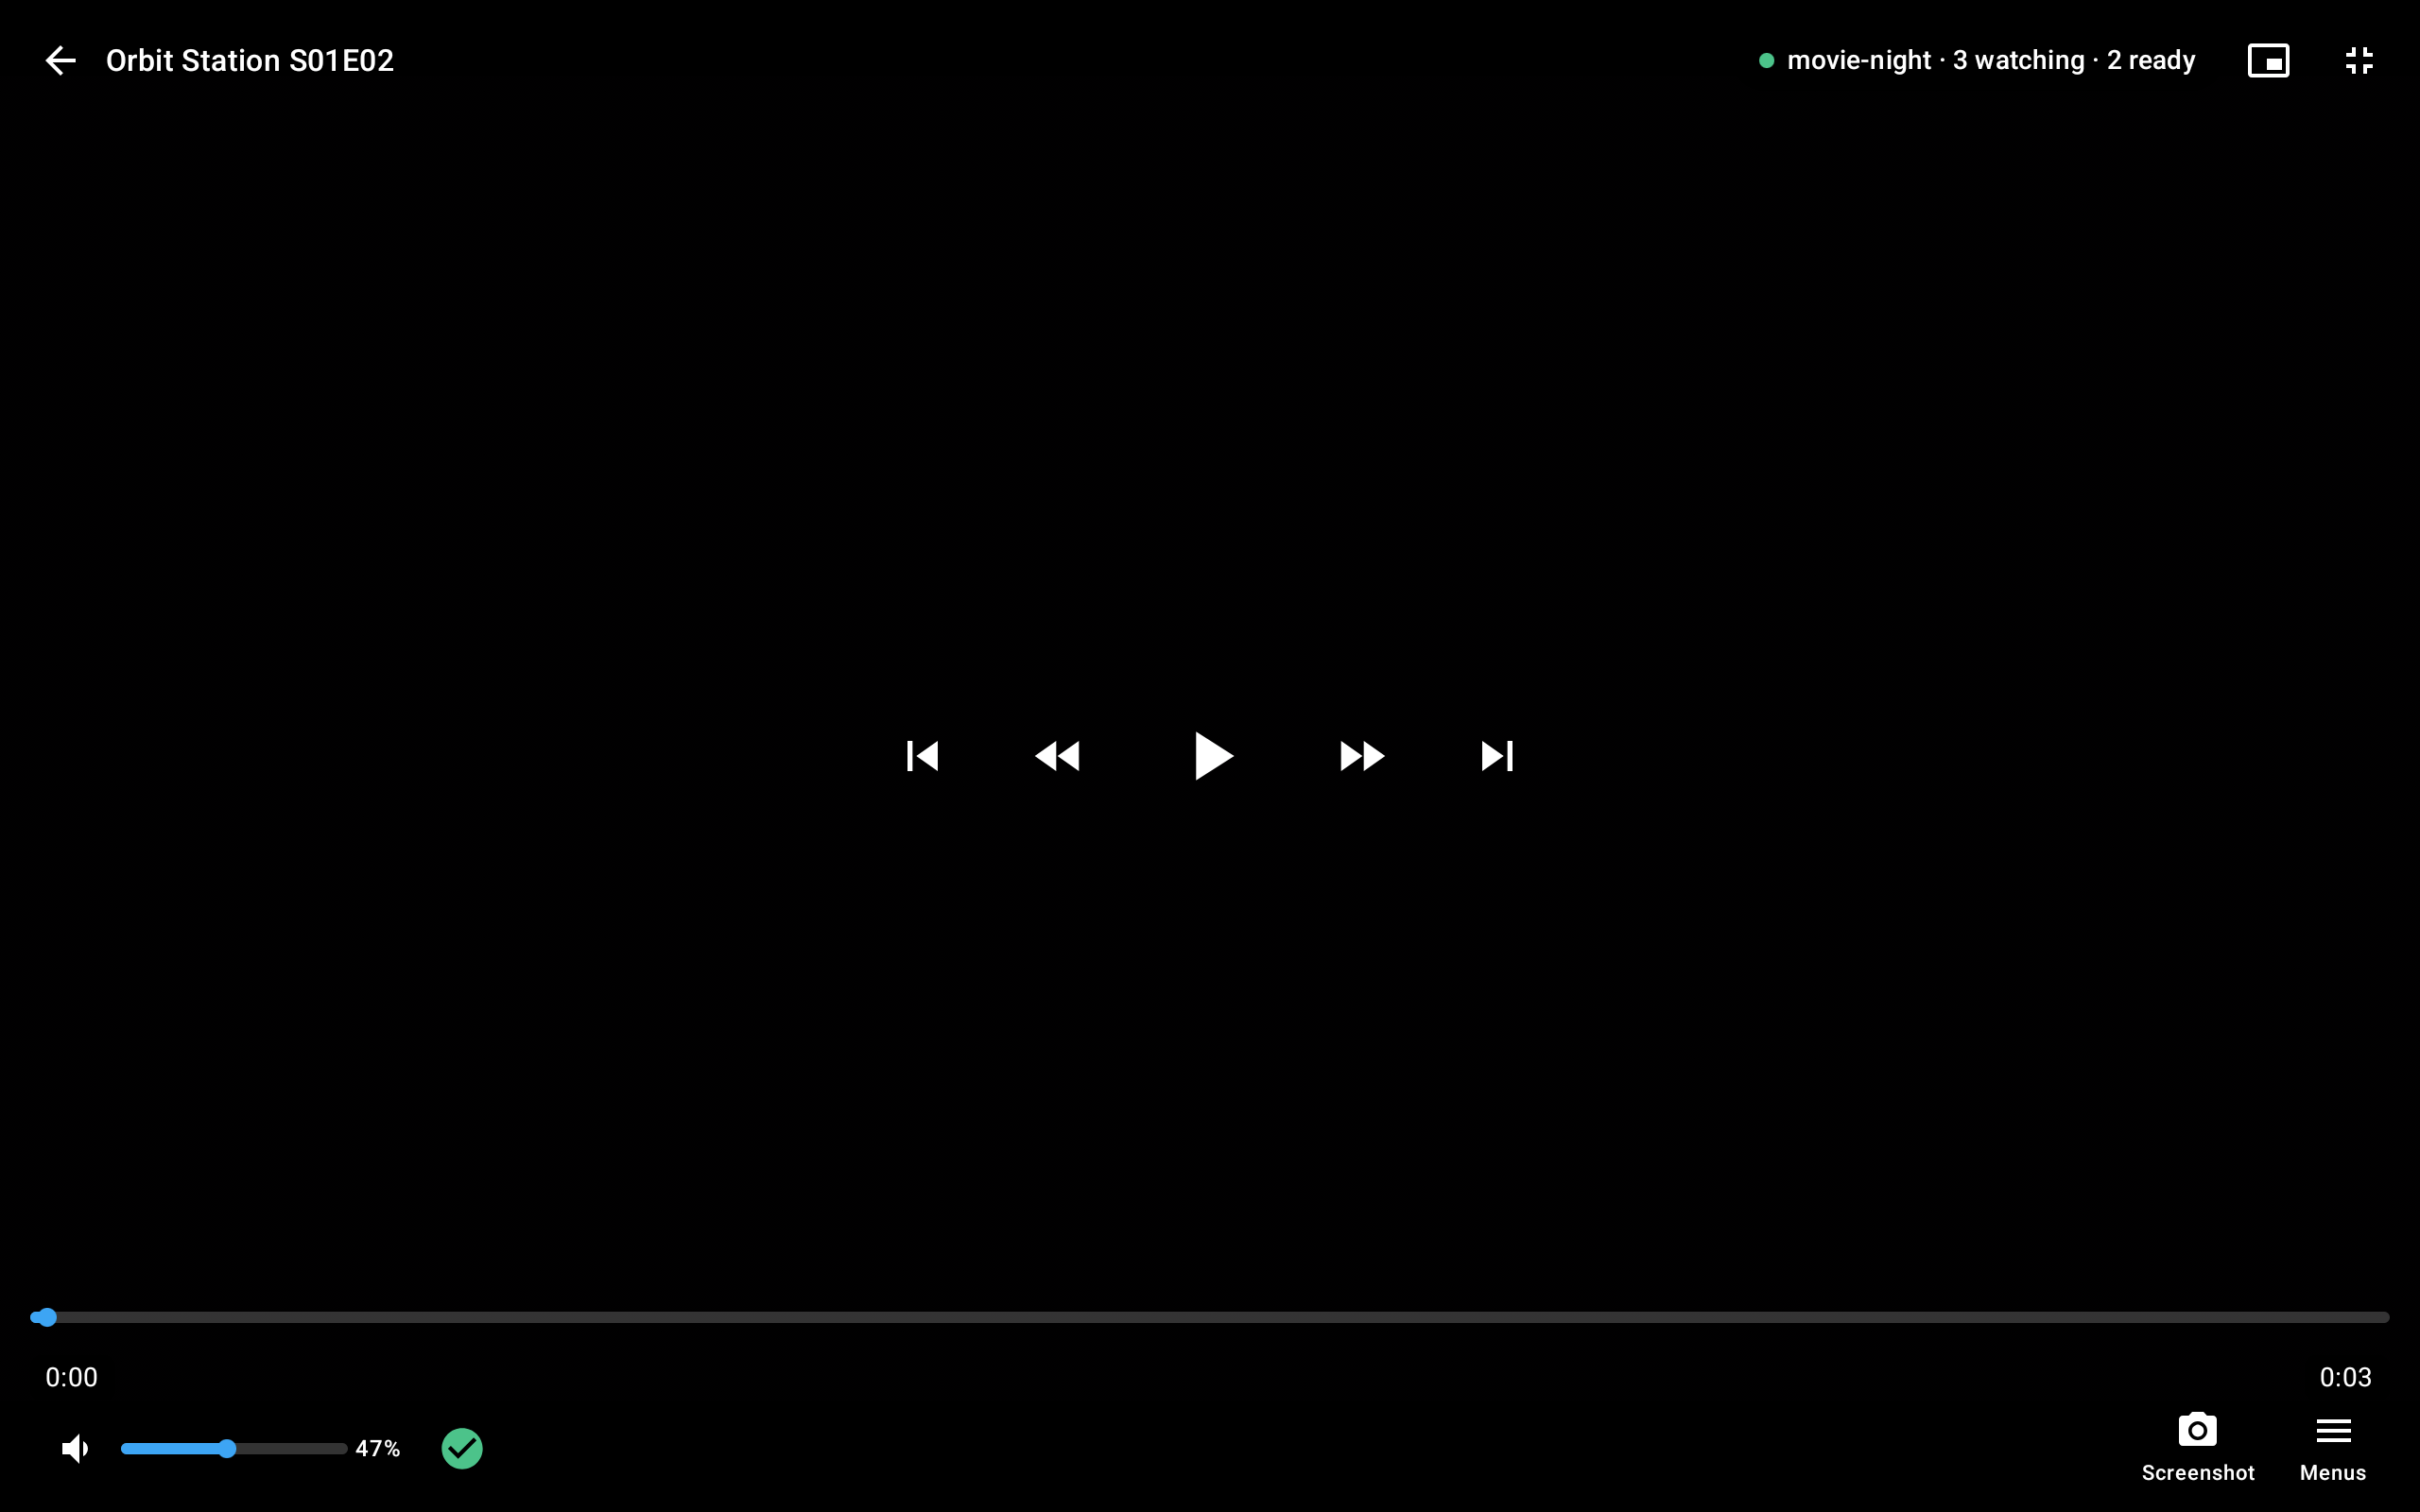 Orbit Station S01E02
movie-night · 3 watching · 2 ready
0:00
0:03
47%
Screenshot
Menus